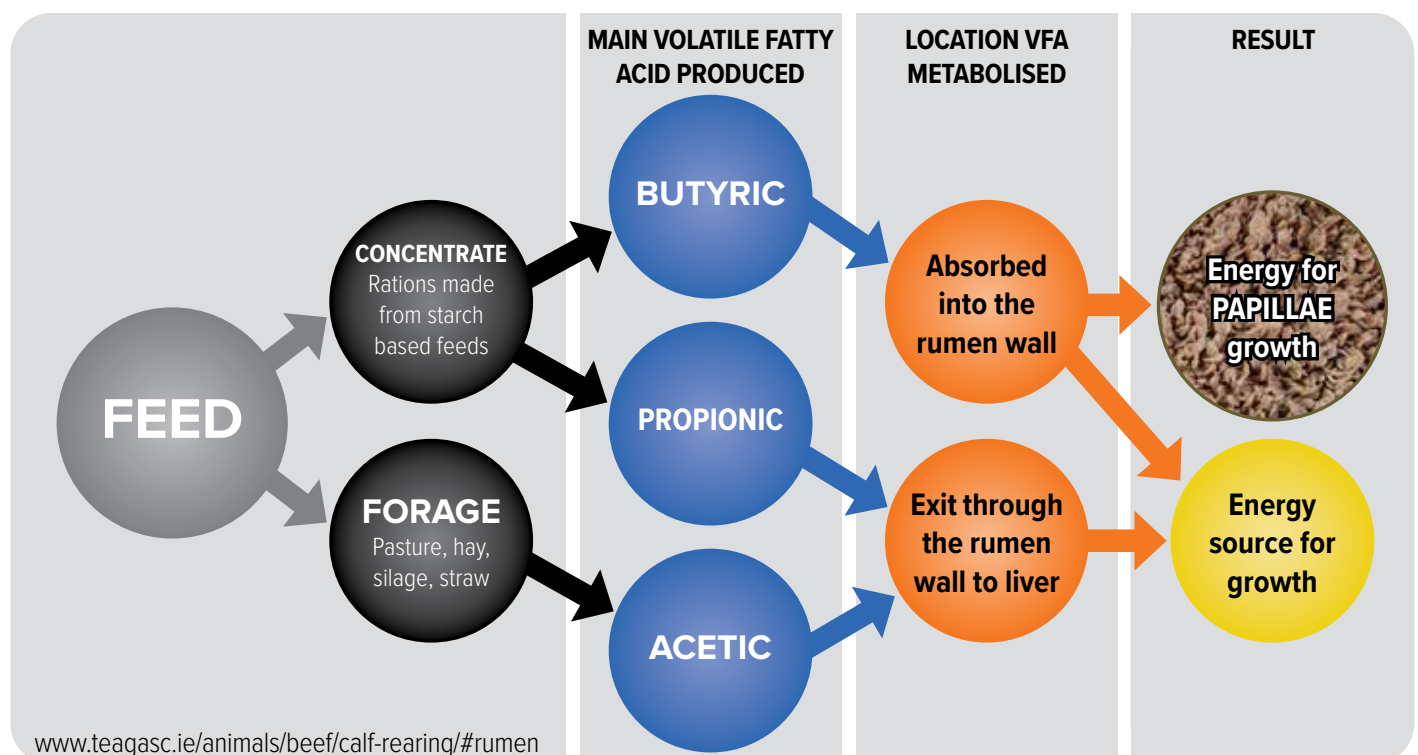 MAIN VOLATILE FATTY
ACID PRODUCED
LOCATION VFA
METABOLISED
RESULT
FEED
CONCENTRATE
Rations made
from starch
based feeds
FORAGE
Pasture, hay,
silage, straw
BUTYRIC
PROPIONIC
ACETIC
Absorbed
into the
rumen wall
Exit through
the rumen
wall to liver
Energy for
PAPILLAE
growth
Energy
source for
growth
www.teagasc.ie/animals/beef/calf-rearing/#rumen